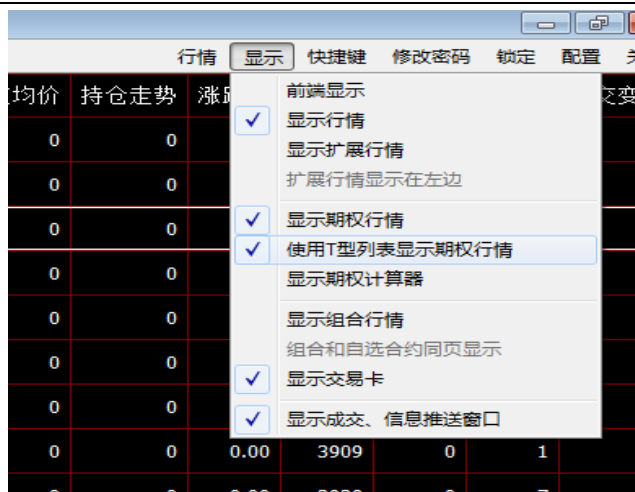 行情 显示 快捷键 修改密码 锁定 配置
均价 持仓走势 涨 交变
前端显示
0 0
显示行情
显示扩展行情
0 0
扩展行情显示在左边
0 0
显示期权行情
使用T型列表显示期权行情
0 0
显示期权计算器
0 0
显示组合行情
0 0
组合和自选合约同页显示
显示交易卡
0 0
显示成交、信息推送窗口
0 0 0.00 3909 0 1